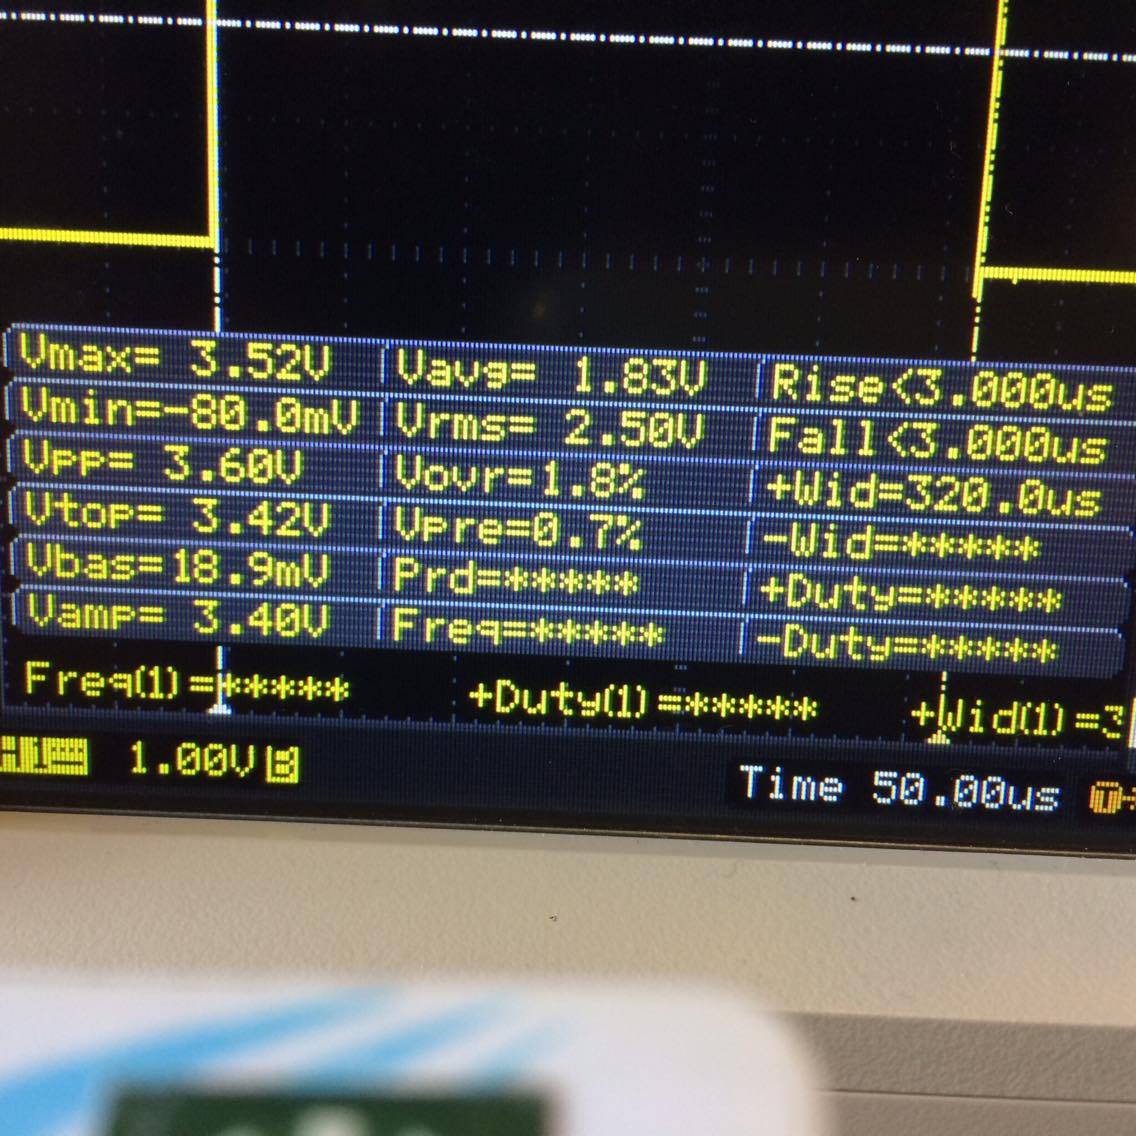 Vmax= 3.52V Vavg= 1.83V Rise<3.000us
Vmin=-80.0mV Vrms= 2.50V Fall<3.000us
Vpp= 3.60V Vovr=1.8% +Wid=320.0us
Vtop= 3.42V Vpre=0.7% -Wid=*****
Vbas=18.9mV Prd=***** +Duty=*****
Vamp= 3.40V Freq=***** -Duty=*****
Freq(1)=***** +Duty(1)=***** +Wid(1)=3
1.00V B Time 50.00us T